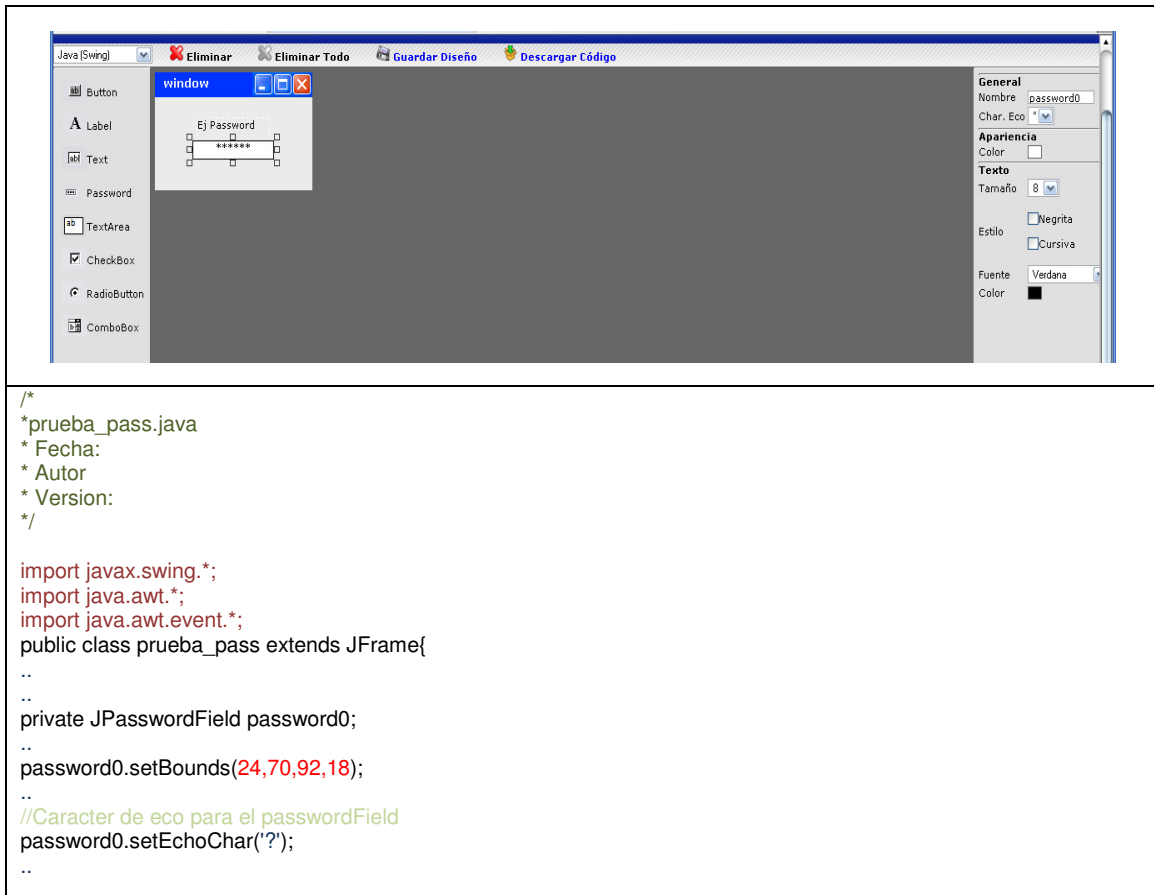 Java (Swing) Eliminar Eliminar Todo Guardar Diseño Descargar Código
Button
Label
Text
Password
TextArea
CheckBox
RadioButton
ComboBox
window
Ej Password
******
General
Nombre password0
Char. Eco *
Apariencia
Color
Texto
Tamaño 8
Estilo
Negrita
Cursiva
Fuente Verdana
Color
/*
*prueba_pass.java
* Fecha:
* Autor
* Version:
*/
import javax.swing.*;
import java.awt.*;
import java.awt.event.*;
public class prueba_pass extends JFrame{
..
..
private JPasswordField password0;
..
password0.setBounds(24,70,92,18);
..
//Caracter de eco para el passwordField
password0.setEchoChar('?');
..